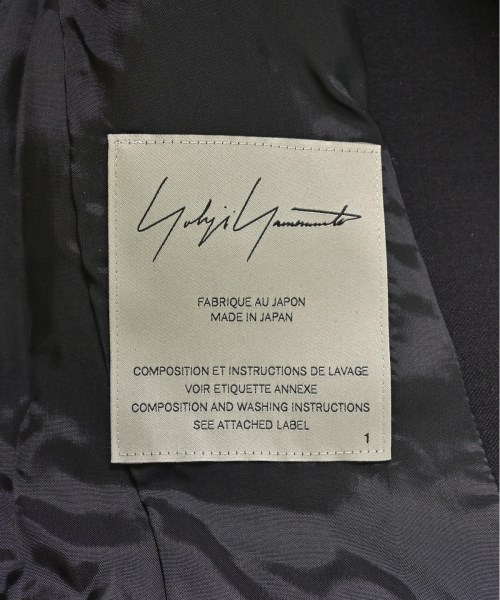 Yohji Yamamoto
FABRIQUE AU JAPON
MADE IN JAPAN
COMPOSITION ET INSTRUCTIONS DE LAVAGE
VOIR ETIQUETTE ANNEXE
COMPOSITION AND WASHING INSTRUCTIONS
SEE ATTACHED LABEL
1